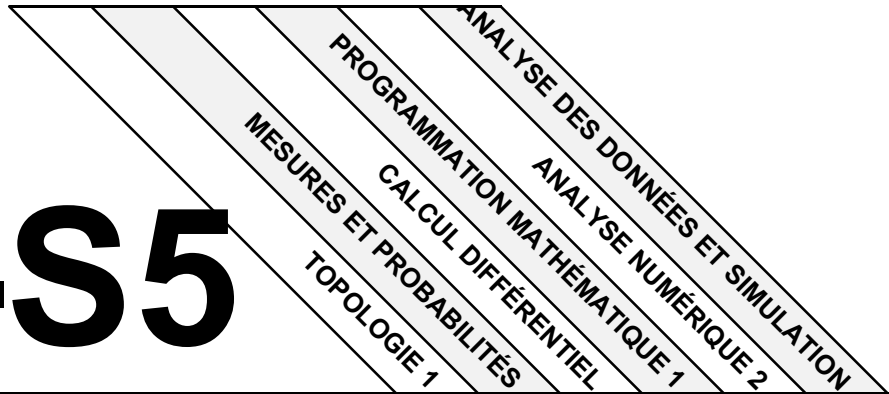 -S5
TOPOLOGIE 1
MESURES ET PROBABILITÉS
CALCUL DIFFÉRENTIEL
PROGRAMMATION MATHÉMATIQUE 1
ANALYSE NUMÉRIQUE 2
ANALYSE DES DONNÉES ET SIMULATION